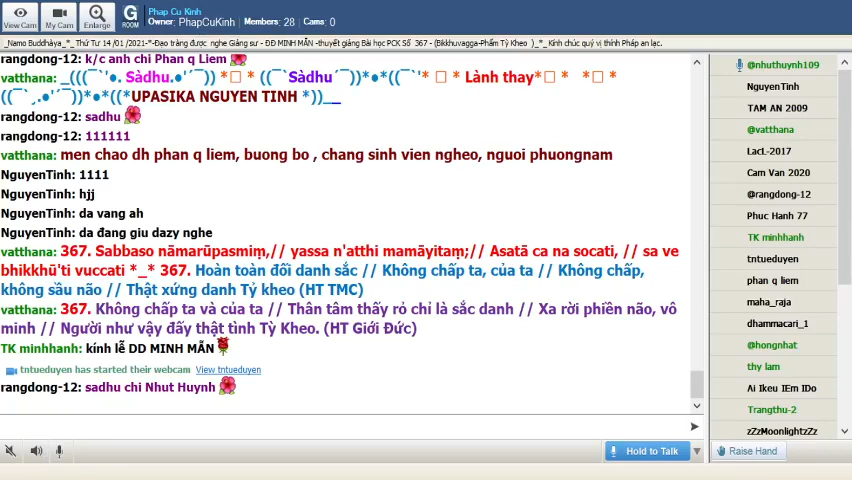 Phap Cu Kinh
Owner: PhapCuKinh Members: 28 Cams: 0
View Cam My Cam Enlarge G ROOM
_Namo Buddhàya_*_ Thứ Tư 14 /01 /2021-*-Đạo tràng được nghe Giảng sư - ĐĐ MINH MẪN -thuyết giảng Bài học PCK Số 367 - (Bikkhuvagga-Phẩm Tỳ Kheo )_*_ Kính chúc quý vị thính Pháp an lạc,
rangdong-12: k/c anh chi Phan q Liem
vatthana: _(((¯`'●. Sàdhu.●'´¯)) *□ * ((¯`Sàdhu´¯))*●*((¯`'* □ * Lành thay*□ * *□ *
((¯`¸.●'´¯))*●*((*UPASIKA NGUYEN TINH *))__
rangdong-12: sadhu
rangdong-12: 111111
vatthana: men chao dh phan q liem, buong bo , chang sinh vien ngheo, nguoi phuongnam
NguyenTinh: 1111
NguyenTinh: hjj
NguyenTinh: da vang ah
NguyenTinh: da đang giu dazy nghe
vatthana: 367. Sabbaso nāmarūpasmiṃ,// yassa n'atthi mamāyitaṃ;// Asatā ca na socati, // sa ve
bhikkhū'ti vuccati *_* 367. Hoàn toàn đối danh sắc // Không chấp ta, của ta // Không chấp,
không sầu não // Thật xứng danh Tỷ kheo (HT TMC)
vatthana: 367. Không chấp ta và của ta // Thân tâm thấy rỏ chỉ là sắc danh // Xa rời phiền não, vô
minh // Người như vậy đấy thật tình Tỳ Kheo. (HT Giới Đức)
TK minhhanh: kính lễ DD MINH MẪN
tntueduyen has started their webcam View tntueduyen
rangdong-12: sadhu chi Nhut Huynh
Hold to Talk
@nhuthuynh109
NguyenTinh
TAM AN 2009
@vatthana
LacL-2017
Cam Van 2020
@rangdong-12
Phuc Hanh 77
TK minhhanh
tntueduyen
phan q liem
maha_raja
dhammacari_1
@hongnhat
thy lam
Ai Ikeu IEm IDo
Trangthu-2
zZzMoonlightzZz
Raise Hand